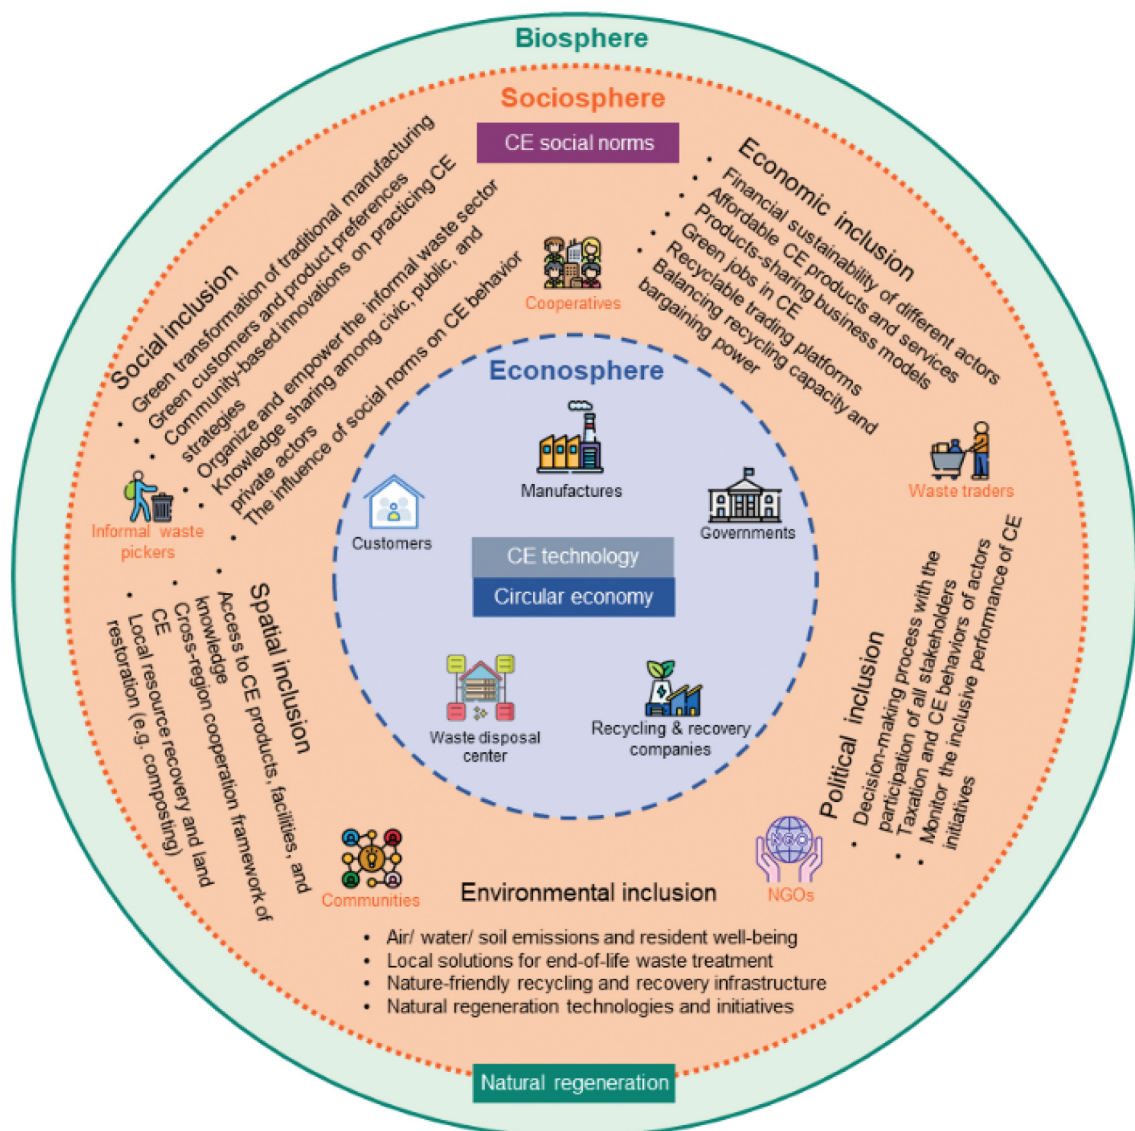 Biosphere
Sociosphere
CE social norms
Social inclusion
• Green transformation of traditional manufacturing
• Green customers and product preferences
• Community-based innovations on practicing CE
strategies
• Organize and empower the informal waste sector
• Knowledge sharing among civic, public, and
private actors
• The influence of social norms on CE behavior
Economic inclusion
• Financial sustainability of different actors
• Affordable CE products and services
• Products-sharing business models
• Green jobs in CE
• Recyclable trading platforms
• Balancing recycling capacity and
bargaining power
Cooperatives
Econosphere
Manufactures
Customers
Governments
CE technology
Circular economy
Waste disposal
center
Recycling & recovery
companies
Informal waste
pickers
Waste traders
Spatial inclusion
• Access to CE products, facilities, and
knowledge
• Cross-region cooperation framework of
CE
• Local resource recovery and land
restoration (e.g. composting)
Political inclusion
• Decision-making process with the
participation of all stakeholders
• Taxation and CE behaviors of actors
• Monitor the inclusive performance of CE
initiatives
Communities
NGO
NGOs
Environmental inclusion
• Air/ water/ soil emissions and resident well-being
• Local solutions for end-of-life waste treatment
• Nature-friendly recycling and recovery infrastructure
• Natural regeneration technologies and initiatives
Natural regeneration